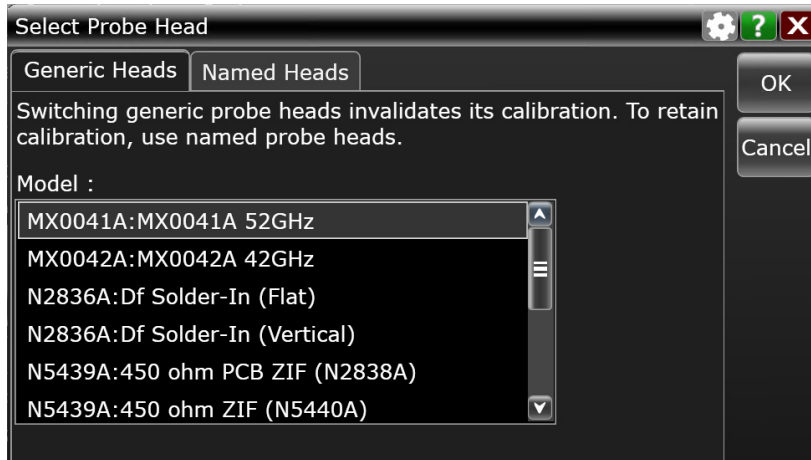 Select Probe Head
?
X
Generic Heads
Named Heads
OK
Switching generic probe heads invalidates its calibration. To retain
calibration, use named probe heads.
Cancel
Model :
MX0041A:MX0041A 52GHz
MX0042A:MX0042A 42GHz
N2836A:Df Solder-In (Flat)
N2836A:Df Solder-In (Vertical)
N5439A:450 ohm PCB ZIF (N2838A)
N5439A:450 ohm ZIF (N5440A)